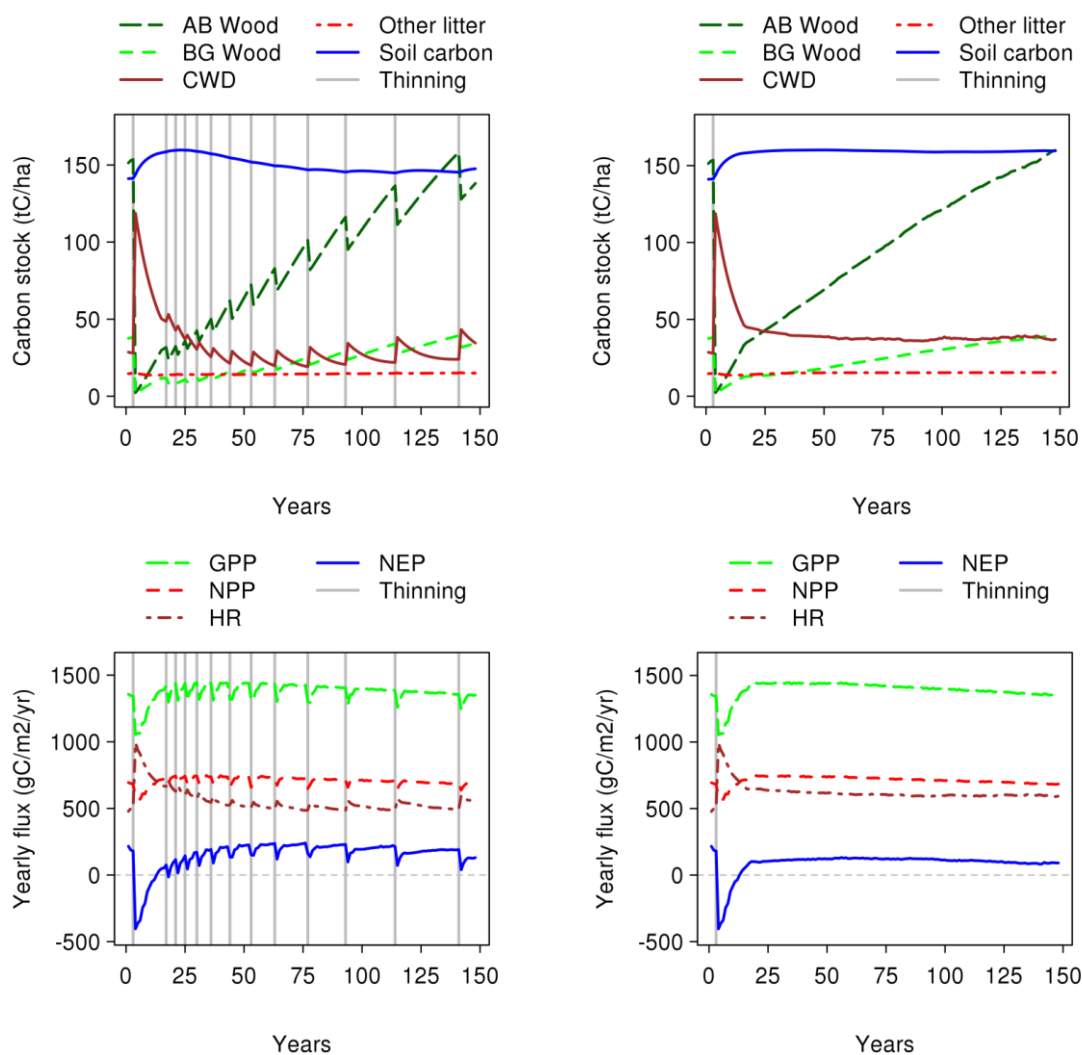 AB Wood Other litter
BG Wood Soil carbon
CWD Thinning
Carbon stock (tC/ha)
150
100
50
0
0 25 50 75 100 125 150
Years
AB Wood Other litter
BG Wood Soil carbon
CWD Thinning
Carbon stock (tC/ha)
150
100
50
0
0 25 50 75 100 125 150
Years
GPP NEP
NPP Thinning
HR
Yearly flux (gC/m2/yr)
1500
1000
500
0
-500
0 25 50 75 100 125 150
Years
GPP NEP
NPP Thinning
HR
Yearly flux (gC/m2/yr)
1500
1000
500
0
-500
0 25 50 75 100 125 150
Years